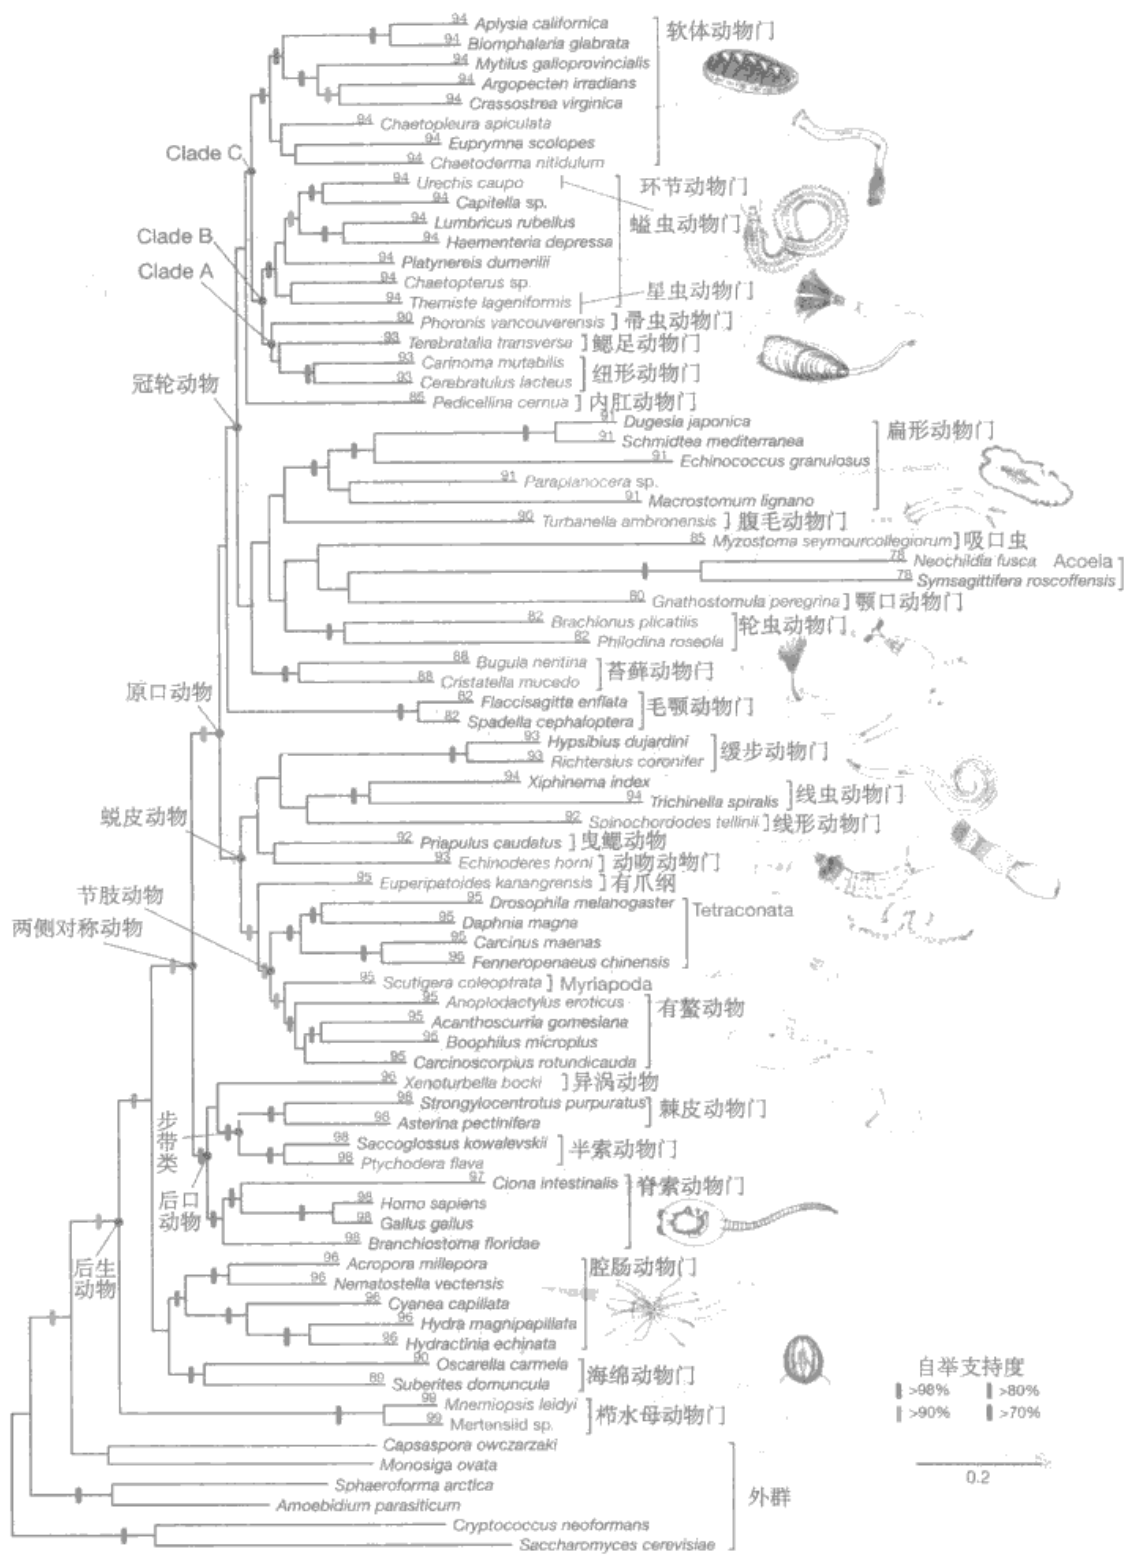 94 Aplysia californica
94 Biomphalaria glabrata
软体动物门
94 Mytilus galloprovincialis
94 Argopecten irradians
94 Crassostrea virginica
94 Chaetopleura apiculata
94 Euprymna scolopes
94 Chaetoderma nitidulum
Clade C
94 Urechis caupo
环节动物门
94 Capitella sp.
94 Lumbricus rubellus
螠虫动物门
94 Haementeria depressa
Clade B
94 Platynereis dumerilii
Clade A
94 Chaetopterus sp.
94 Themiste lageniformis
星虫动物门
90 Phoronis vancouverensis
帚虫动物门
93 Terebratalia transversa
鳃足动物门
93 Carinoma mutabilis
纽形动物门
93 Cerebratulus lacteus
冠轮动物
85 Pedicellina cernua
内肛动物门
91 Dugesia japonica
扁形动物门
91 Schmidtea mediterranea
91 Echinococcus granulosus
91 Paraplanocera sp.
91 Macrostomum lignano
90 Turbanella ambronensis
腹毛动物门
85 Myzostoma seymourcollegiorum
吸口虫
78 Neochildia fusca
Acoela
78 Symsagittifera roscoffensis
80 Gnathostomula peregrina
颚口动物门
82 Brachionus plicatilis
轮虫动物门
82 Philodina roseola
88 Bugula neritina
苔藓动物门
88 Cristatella mucedo
原口动物
82 Flaccisagitta enflata
毛颚动物门
82 Spadella cephaloptera
93 Hypsibius dujardini
缓步动物门
93 Richtersius coronifer
94 Xiphinema index
线虫动物门
94 Trichinella spiralis
蜕皮动物
92 Spinochordodes tellinii
线形动物门
92 Priapulus caudatus
曳鳃动物
93 Echinoderes horni
动吻动物门
节肢动物
95 Euperipatoides kanangrensis
有爪纲
95 Drosophila melanogaster
Tetraconata
两侧对称动物
95 Daphnia magna
95 Carcinus maenas
96 Fenneropenaeus chinensis
95 Scutigera coleoptrata
Myriapoda
95 Anoplodactylus eroticus
有螯动物
95 Acanthoscurria gomesiana
96 Boophilus microplus
95 Carcinoscorpius rotundicauda
96 Xenoturbella bocki
异涡动物
98 Strongylocentrotus purpuratus
棘皮动物门
98 Asterina pectinifera
步带类
98 Saccoglossus kowalevskii
半索动物门
98 Ptychodera flava
后口动物
97 Ciona intestinalis
脊索动物门
98 Homo sapiens
98 Gallus gallus
98 Branchiostoma floridae
后生动物
96 Acropora millepora
腔肠动物门
96 Nematostella vectensis
96 Cyanea capillata
96 Hydra magnipapillata
96 Hydractinia echinata
90 Oscarella carmela
海绵动物门
89 Suberites domuncula
99 Mnemiopsis leidyi
栉水母动物门
99 Mertensiid sp.
自举支持度
>98% >80%
>90% >70%
Capsaspora owczarzaki
Monosiga ovata
0.2
Sphaeroforma arctica
外群
Amoebidium parasiticum
Cryptococcus neoformans
Saccharomyces cerevisiae